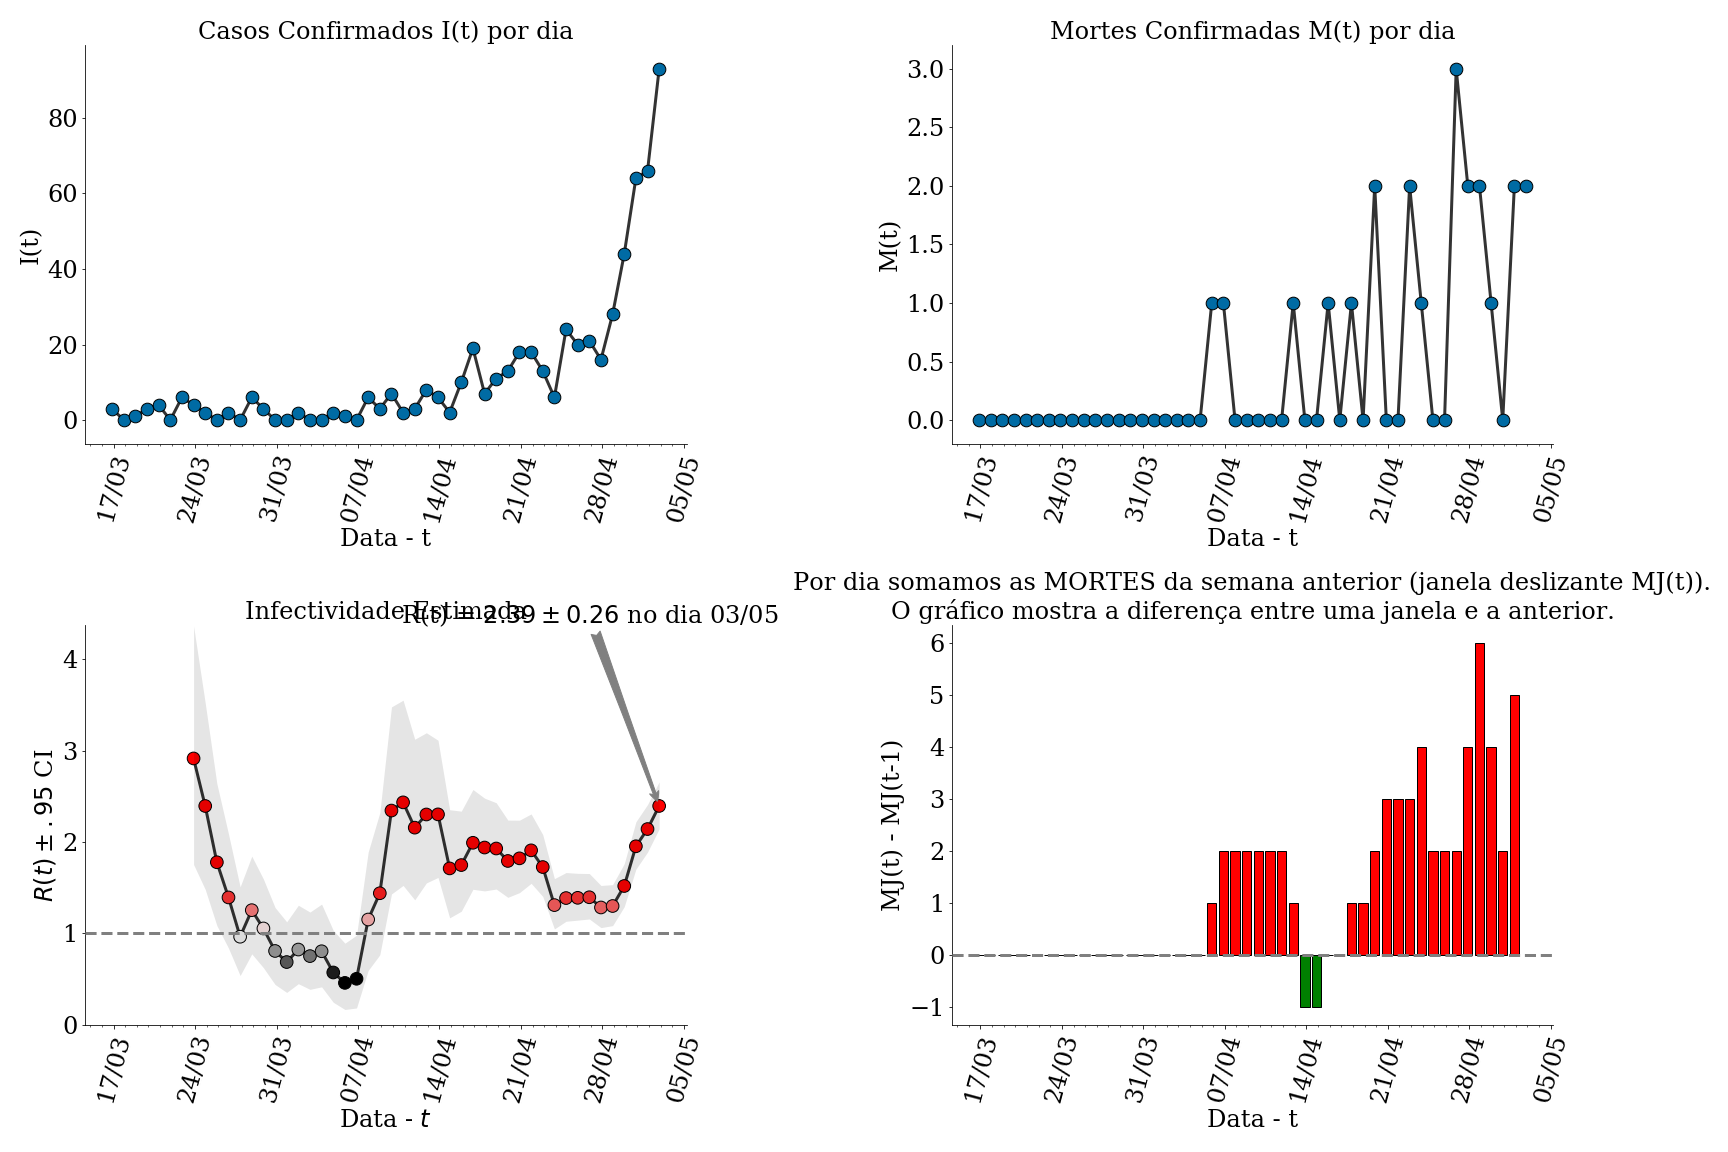 Casos Confirmados I(t) por dia
I(t)
80
60
40
20
0
17/03 24/03 31/03 07/04 14/04 21/04 28/04 05/05
Data - t
Mortes Confirmadas M(t) por dia
M(t)
3.0
2.5
2.0
1.5
1.0
0.5
0.0
17/03 24/03 31/03 07/04 14/04 21/04 28/04 05/05
Data - t
Infectividade Estimada
R(t) = 2.39 ± 0.26 no dia 03/05
R(t) ± .95 CI
4
3
2
1
0
17/03 24/03 31/03 07/04 14/04 21/04 28/04 05/05
Data - t
Por dia somamos as MORTES da semana anterior (janela deslizante MJ(t)).
O gráfico mostra a diferença entre uma janela e a anterior.
MJ(t) - MJ(t-1)
6
5
4
3
2
1
0
−1
17/03 24/03 31/03 07/04 14/04 21/04 28/04 05/05
Data - t